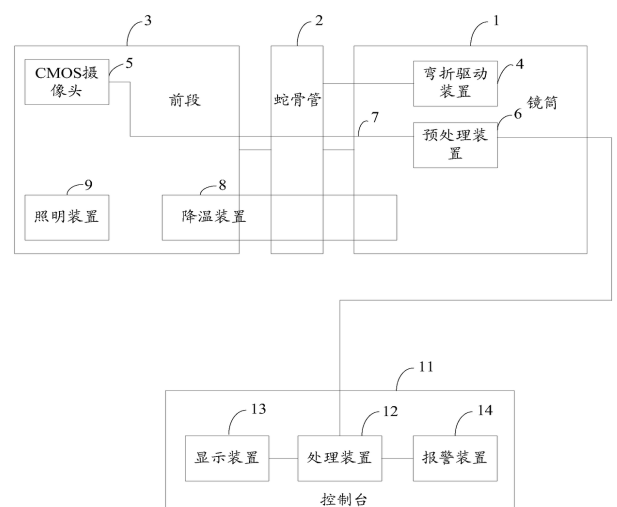 3
2
1
CMOS摄
像头
5
前段
蛇骨管
弯折驱动
装置
4
镜筒
7
预处理装
置
6
照明装置
9
降温装置
8
11
显示装置
13
处理装置
12
报警装置
14
控制台